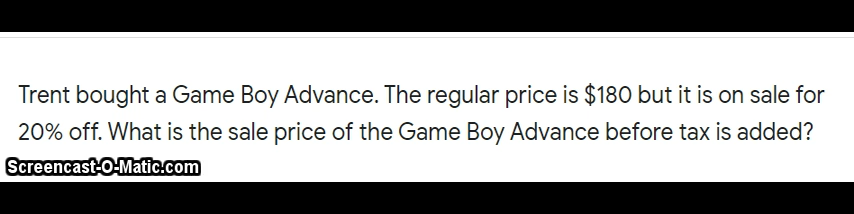 Trent bought a Game Boy Advance. The regular price is $180 but it is on sale for
20% off. What is the sale price of the Game Boy Advance before tax is added?
Screencast-O-Matic.com